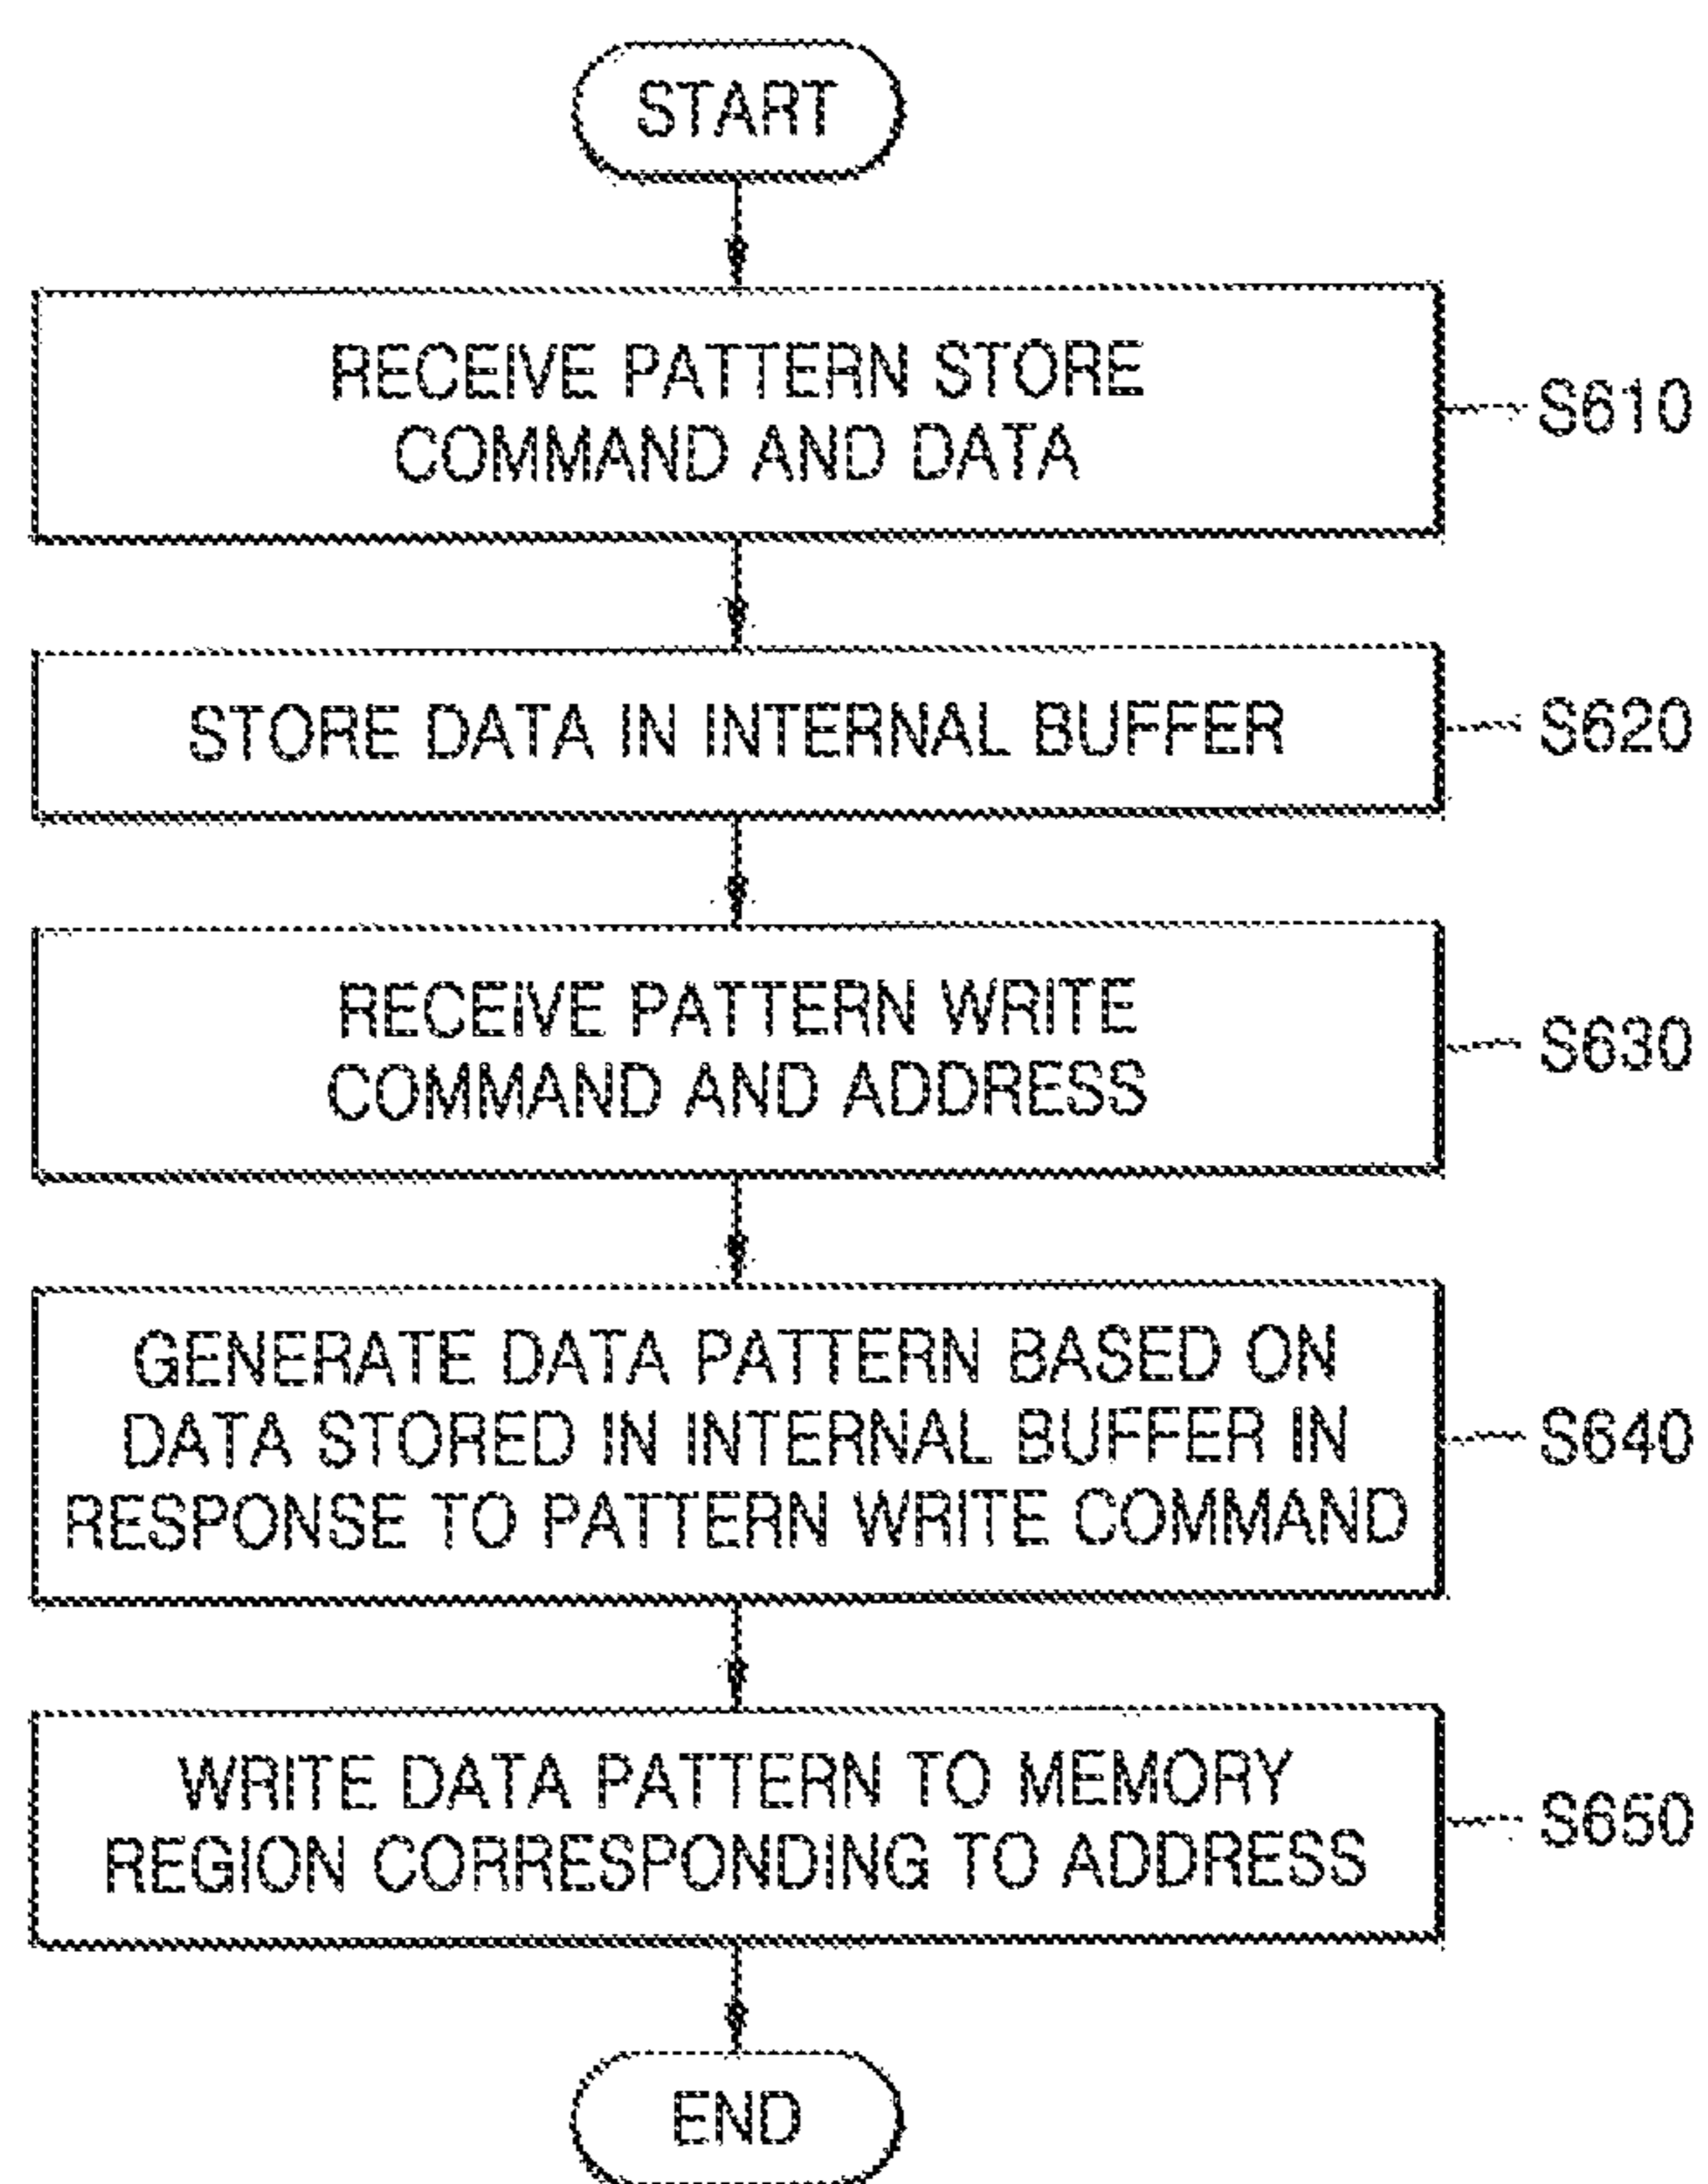 START
RECEIVE PATTERN STORE
COMMAND AND DATA
S610
STORE DATA IN INTERNAL BUFFER
S620
RECEIVE PATTERN WRITE
COMMAND AND ADDRESS
S630
GENERATE DATA PATTERN BASED ON
DATA STORED IN INTERNAL BUFFER IN
RESPONSE TO PATTERN WRITE COMMAND
S640
WRITE DATA PATTERN TO MEMORY
REGION CORRESPONDING TO ADDRESS
S650
END